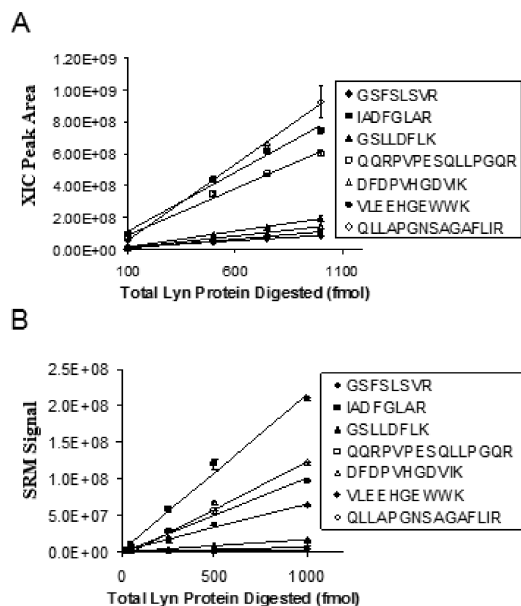 A
XIC Peak Area
1.20E+09
1.00E+09
8.00E+08
6.00E+08
4.00E+08
2.00E+08
0.00E+00
100 600 1100
Total Lyn Protein Digested (fmol)
GSFSLSVR
IADFGLAR
GSLLDFLK
QQRPVPESQLLPGQR
DFDPVHGDVIK
VLEEHGEWWK
QLLAPGNSAGAFLIR
B
SRM Signal
2.5E+08
2.0E+08
1.5E+08
1.0E+08
5.0E+07
0.0E+00
0 500 1000
Total Lyn Protein Digested (fmol)
GSFSLSVR
IADFGLAR
GSLLDFLK
QQRPVPESQLLPGQR
DFDPVHGDVIK
VLEEHGEWWK
QLLAPGNSAGAFLIR